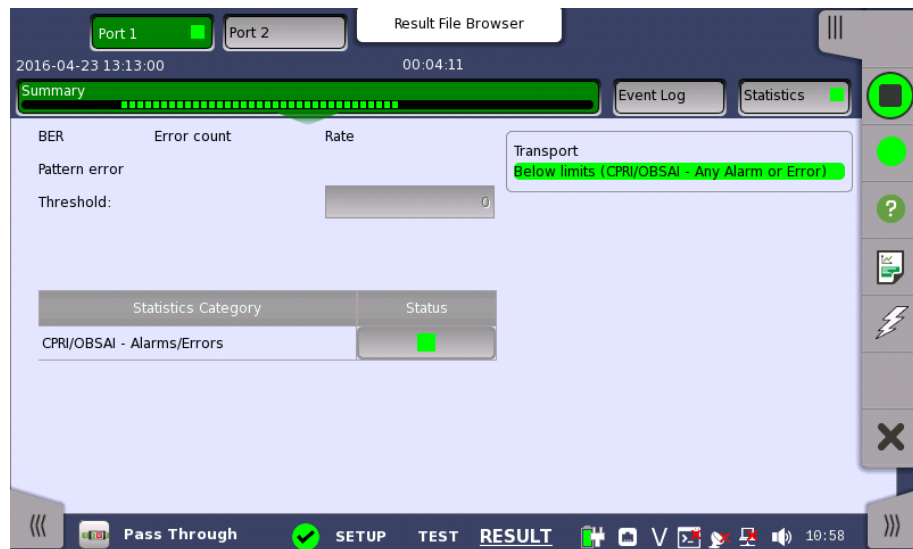 Result File Browser
Port 1
Port 2
2016-04-23 13:13:00
00:04:11
Summary
Event Log
Statistics
BER
Error count
Rate
Pattern error
Threshold:
0
Transport
Below limits (CPRI/OBSAI - Any Alarm or Error)
Statistics Category
Status
CPRI/OBSAI - Alarms/Errors
Pass Through
SETUP
TEST
RESULT
V
10:58